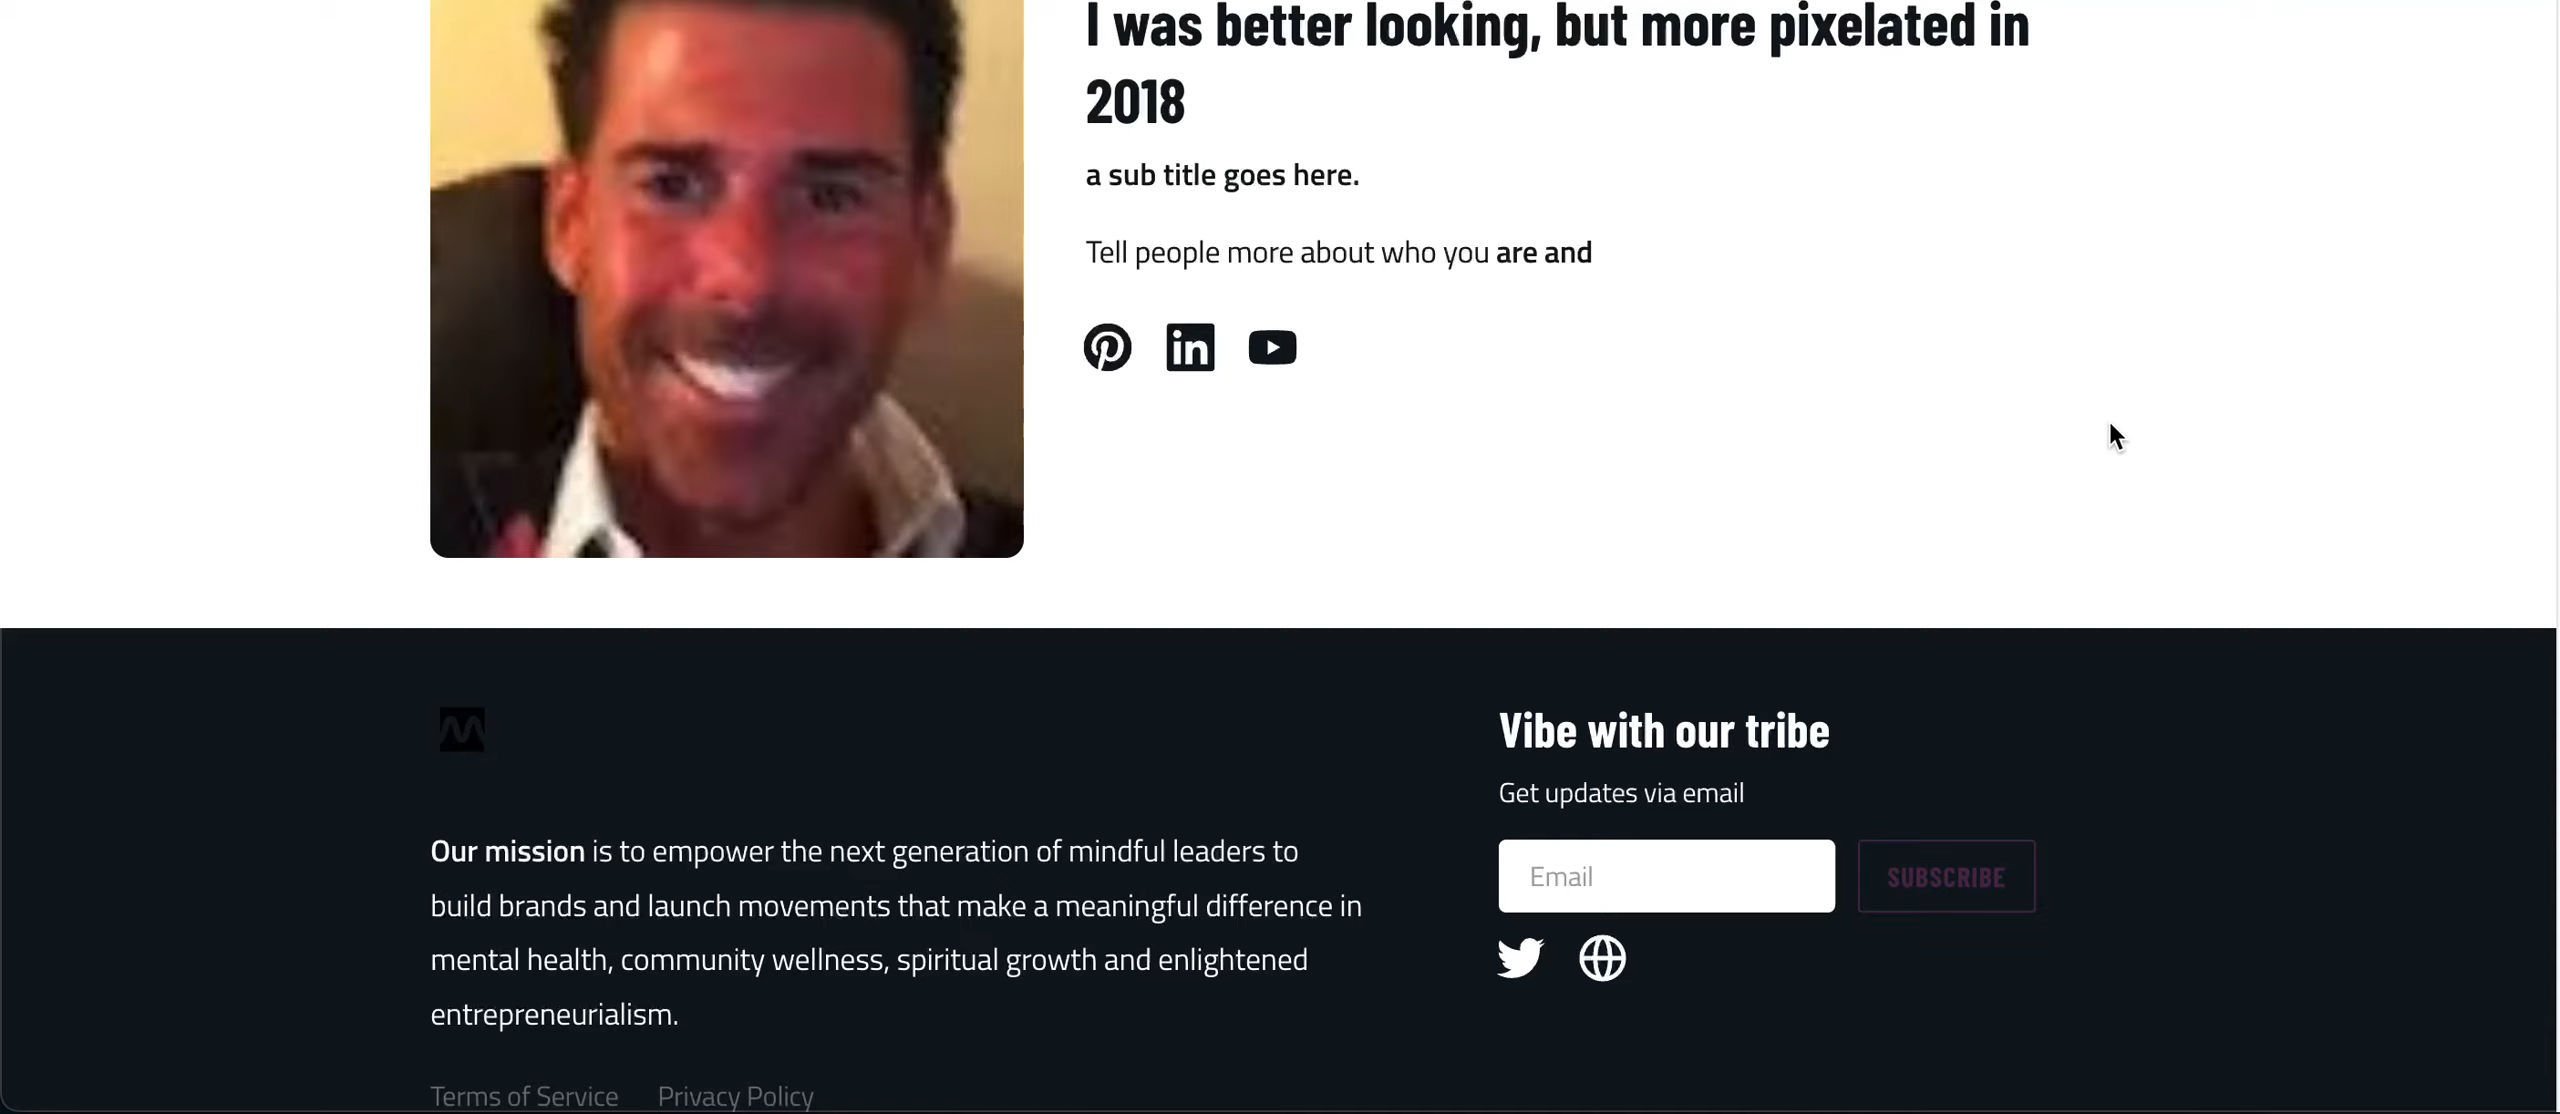 I was better looking, but more pixelated in
2018
a sub title goes here.
Tell people more about who you are and
Vibe with our tribe
Get updates via email
Email
SUBSCRIBE
Our mission is to empower the next generation of mindful leaders to
build brands and launch movements that make a meaningful difference in
mental health, community wellness, spiritual growth and enlightened
entrepreneurialism.
Terms of Service
Privacy Policy